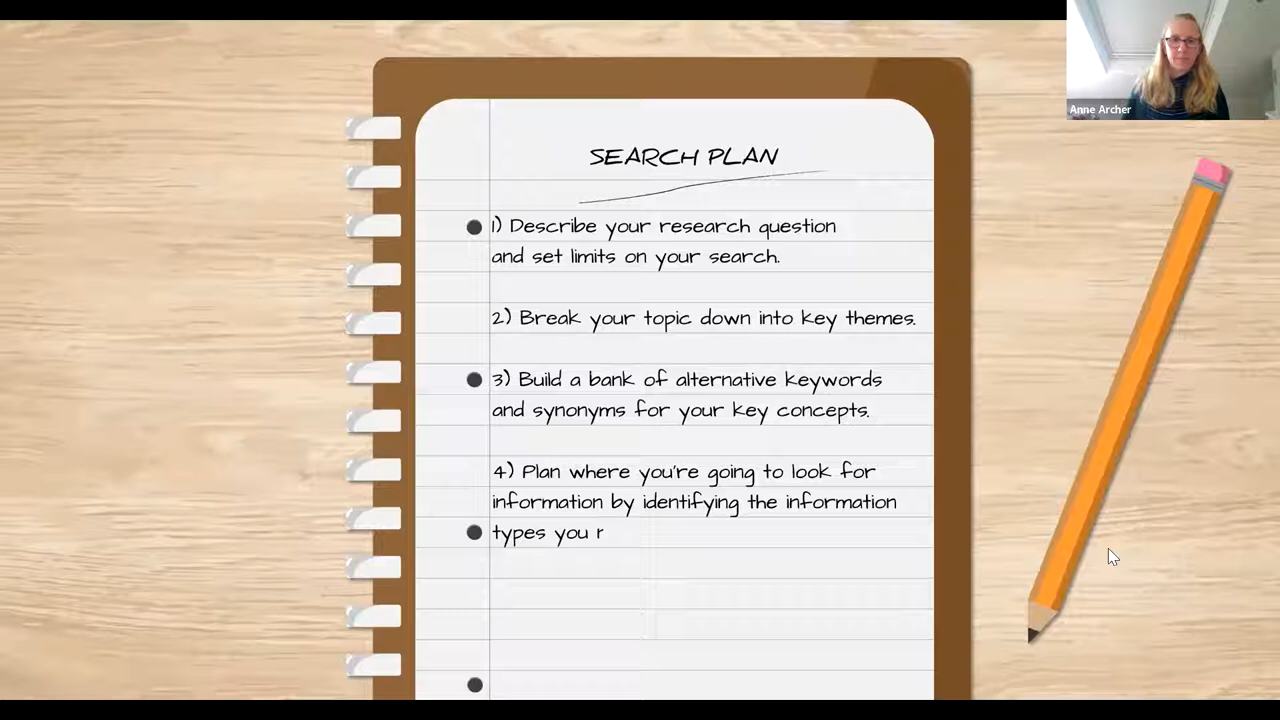 Anne Archer
SEARCH PLAN
1) Describe your research question
and set limits on your search.
2) Break your topic down into key themes.
3) Build a bank of alternative keywords
and synonyms for your key concepts.
4) Plan where you're going to look for
information by identifying the information
types you r